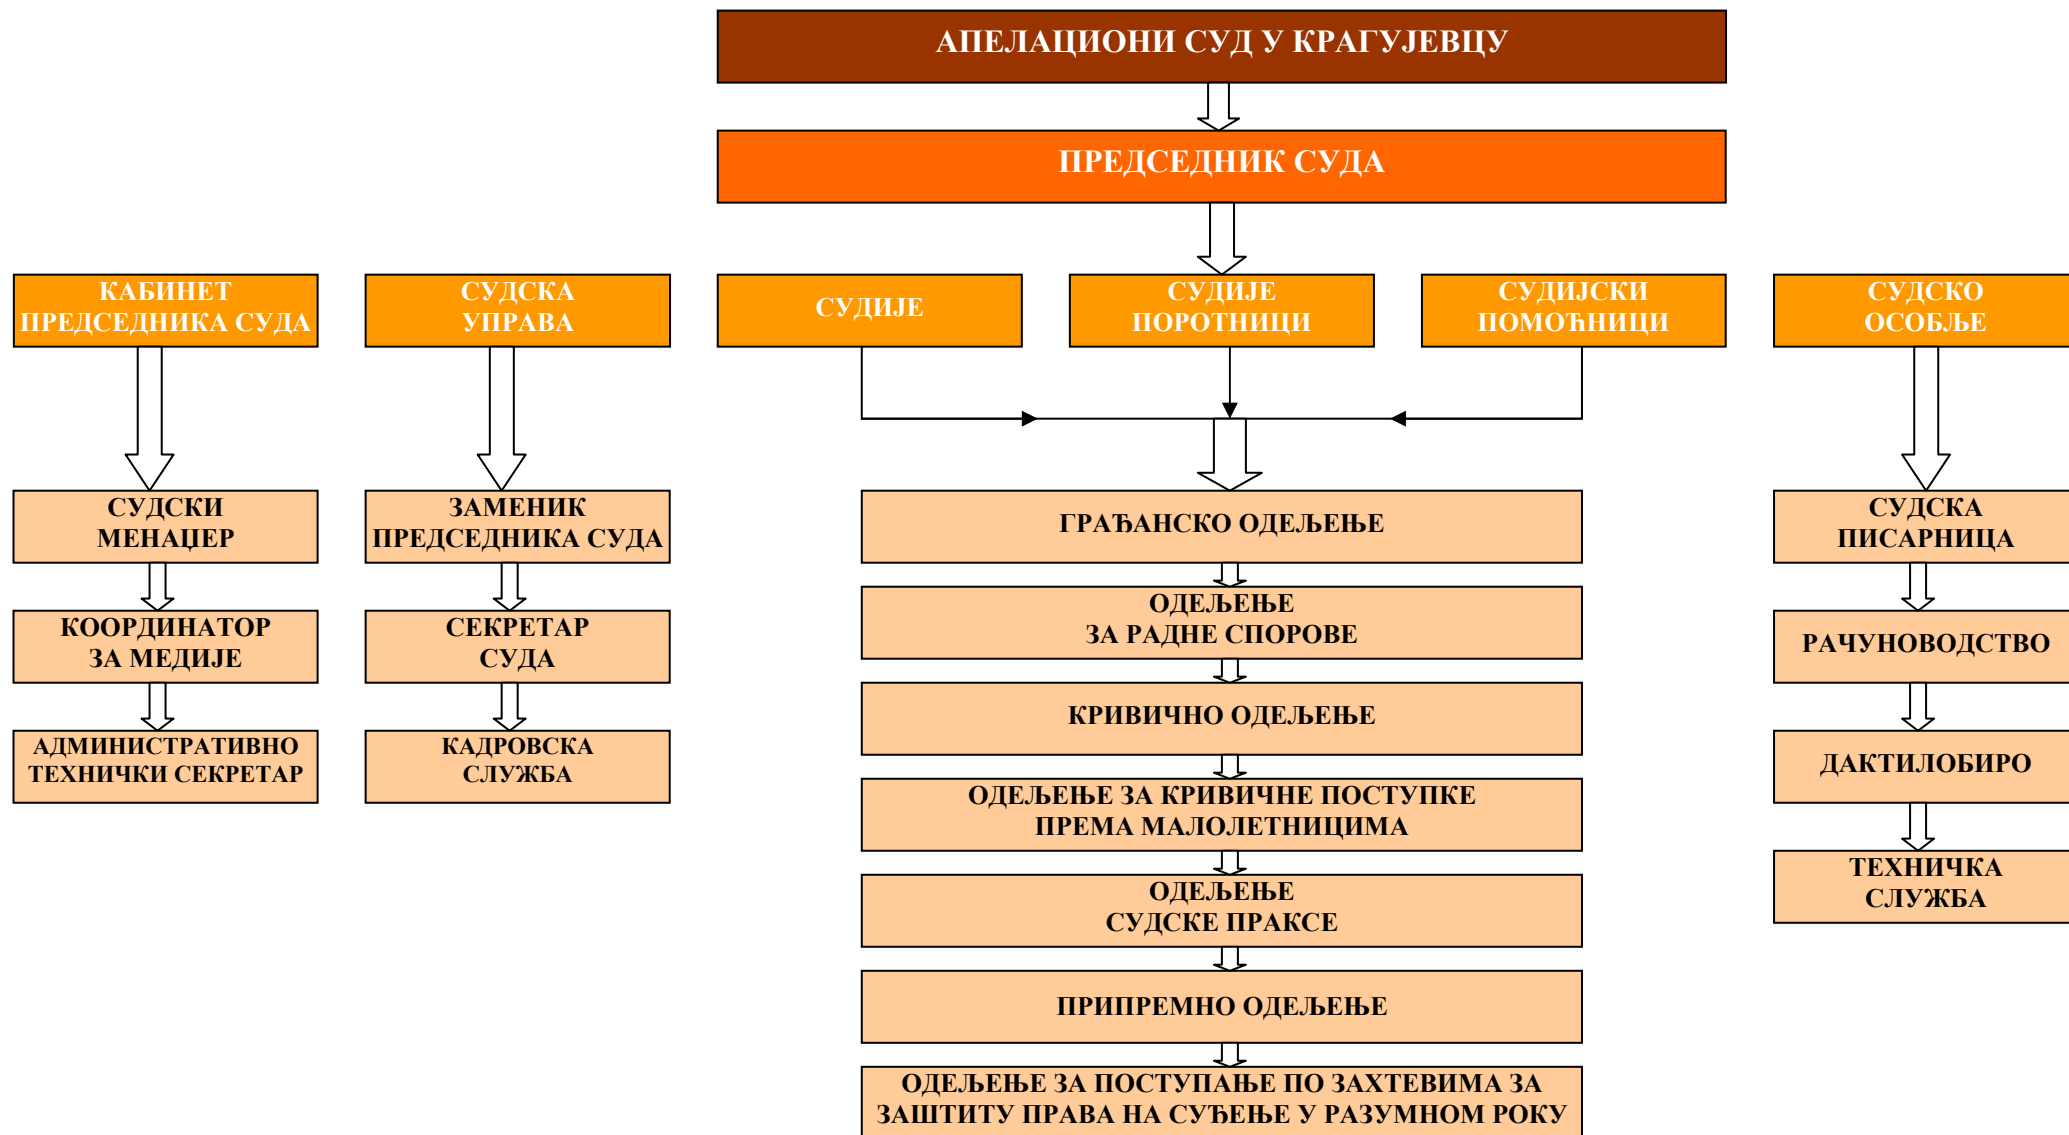 АПЕЛАЦИОНИ СУД У КРАГУЈЕВЦУ
ПРЕДСЕДНИК СУДА
КАБИНЕТ
ПРЕДСЕДНИКА СУДА
СУДСКА
УПРАВА
СУДИЈЕ
СУДИЈЕ
ПОРОТНИЦИ
СУДИЈСКИ
ПОМОЋНИЦИ
СУДСКО
ОСОБЉЕ
СУДСКИ
МЕНАЏЕР
КООРДИНАТОР
ЗА МЕДИЈЕ
АДМИНИСТРАТИВНО
ТЕХНИЧКИ СЕКРЕТАР
ЗАМЕНИК
ПРЕДСЕДНИКА СУДА
СЕКРЕТАР
СУДА
КАДРОВСКА
СЛУЖБА
ГРАЂАНСКО ОДЕЉЕЊЕ
ОДЕЉЕЊЕ
ЗА РАДНЕ СПОРОВЕ
КРИВИЧНО ОДЕЉЕЊЕ
ОДЕЉЕЊЕ ЗА КРИВИЧНЕ ПОСТУПКЕ
ПРЕМА МАЛОЛЕТНИЦИМА
ОДЕЉЕЊЕ
СУДСКЕ ПРАКСЕ
ПРИПРЕМНО ОДЕЉЕЊЕ
ОДЕЉЕЊЕ ЗА ПОСТУПАЊЕ ПО ЗАХТЕВИМА ЗА
ЗАШТИТУ ПРАВА НА СУЂЕЊЕ У РАЗУМНОМ РОКУ
СУДСКА
ПИСАРНИЦА
РАЧУНОВОДСТВО
ДАКТИЛОБИРО
ТЕХНИЧКА
СЛУЖБА